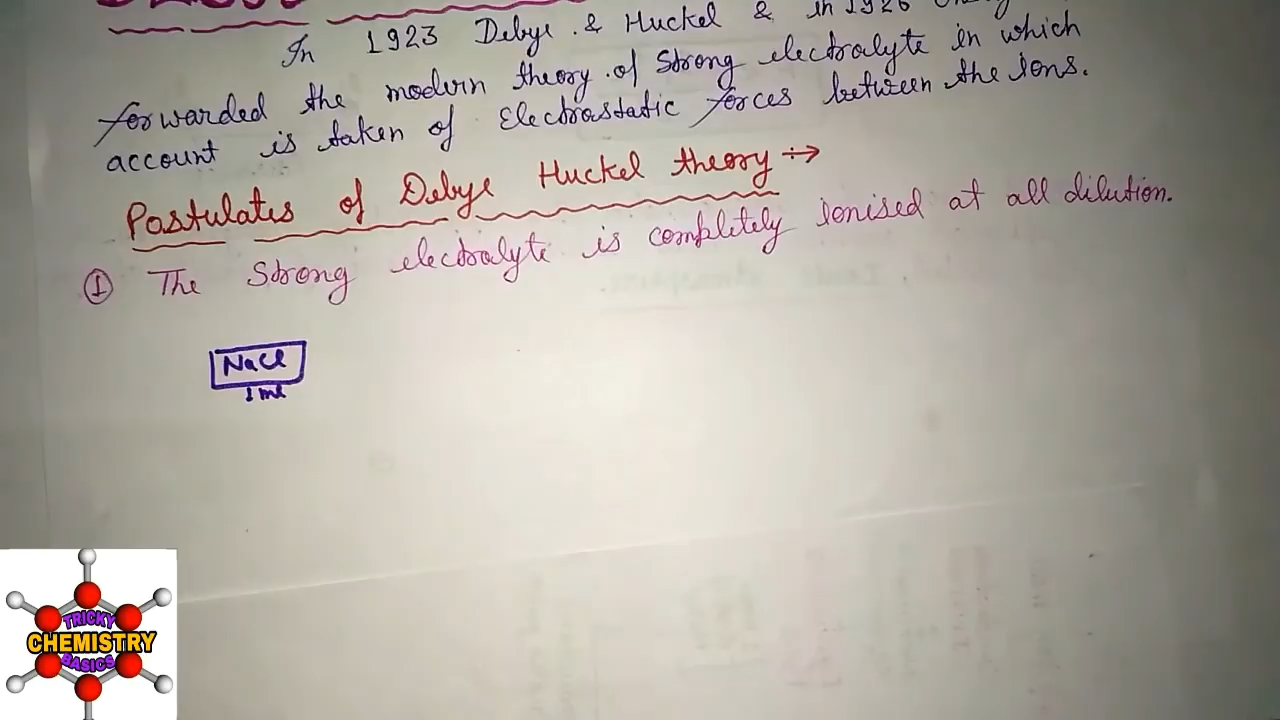 In 1923 Debye & Huckel & in 1926
forwarded the modern theory of Strong electrolyte in which
account is taken of Electrostatic forces between the ions.
Postulates of Debye Huckel theory :→
① The Strong electrolyte is completely ionised at all dilution.
NaCl
1 ml
TRICKY
CHEMISTRY
BASICS